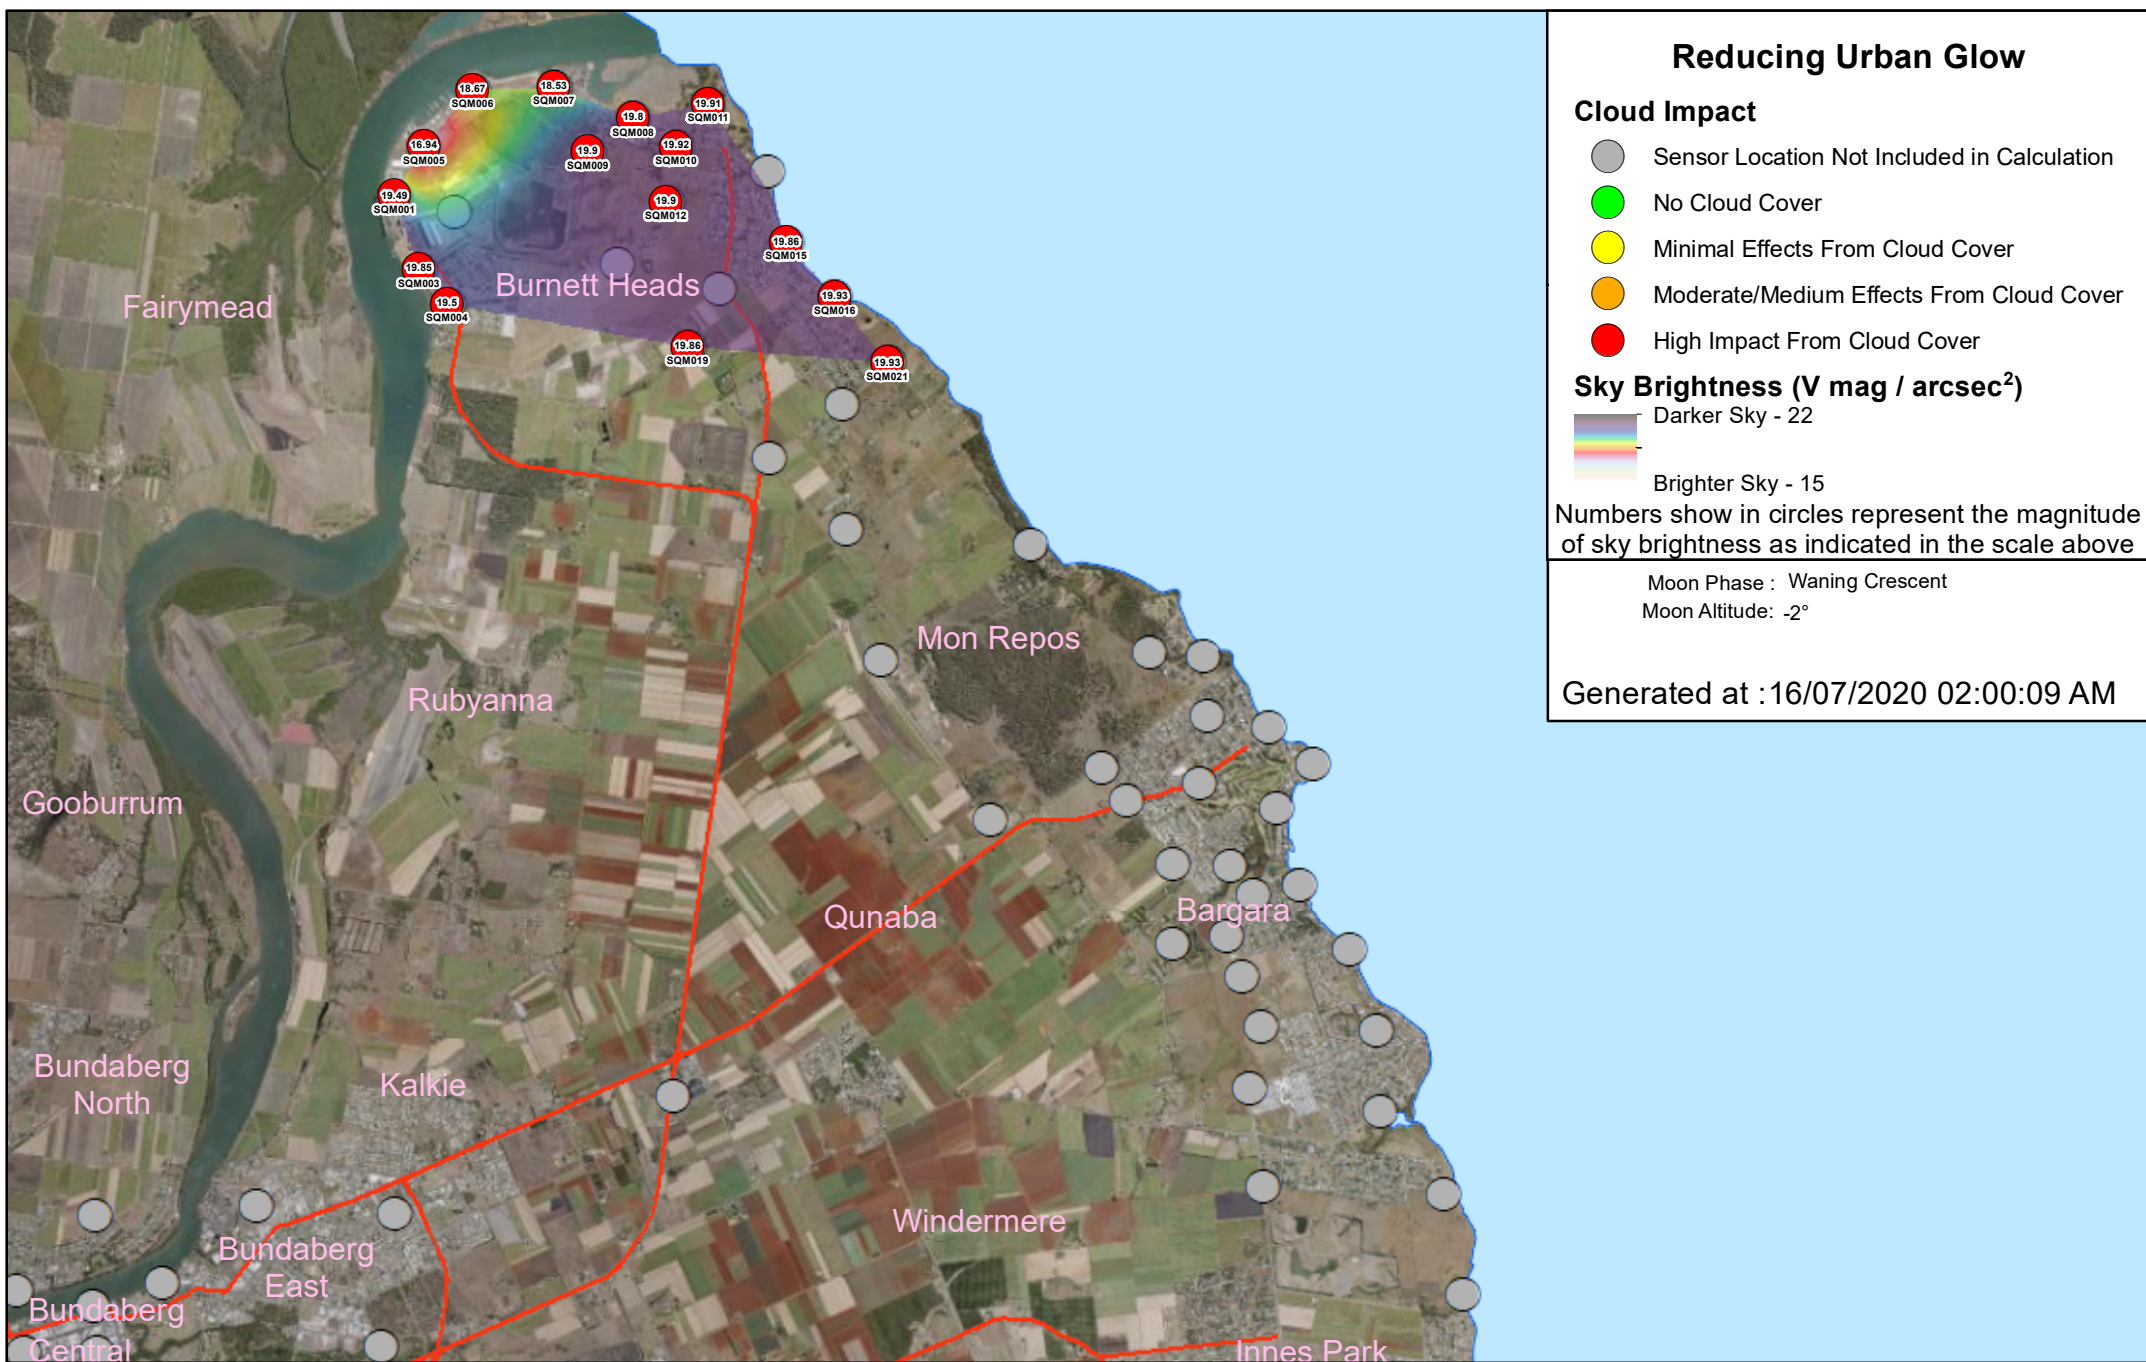 Reducing Urban Glow
Cloud Impact
Sensor Location Not Included in Calculation
No Cloud Cover
Minimal Effects From Cloud Cover
Moderate/Medium Effects From Cloud Cover
High Impact From Cloud Cover
Sky Brightness (V mag / arcsec²)
Darker Sky - 22
Brighter Sky - 15
Numbers show in circles represent the magnitude
of sky brightness as indicated in the scale above
Moon Phase : Waning Crescent
Moon Altitude: -2°
Generated at :16/07/2020 02:00:09 AM
18.67
SQM006
18.53
SQM007
19.8
SQM008
19.91
SQM011
16.94
SQM005
19.9
SQM009
19.92
SQM010
19.49
SQM001
19.9
SQM012
19.86
SQM015
19.85
SQM003
19.5
SQM004
19.93
SQM016
19.86
SQM019
19.93
SQM021
Burnett Heads
Fairymead
Mon Repos
Rubyanna
Gooburrum
Qunaba
Bargara
Bundaberg
North
Kalkie
Windermere
Bundaberg
East
Bundaberg
Central
Innes Park